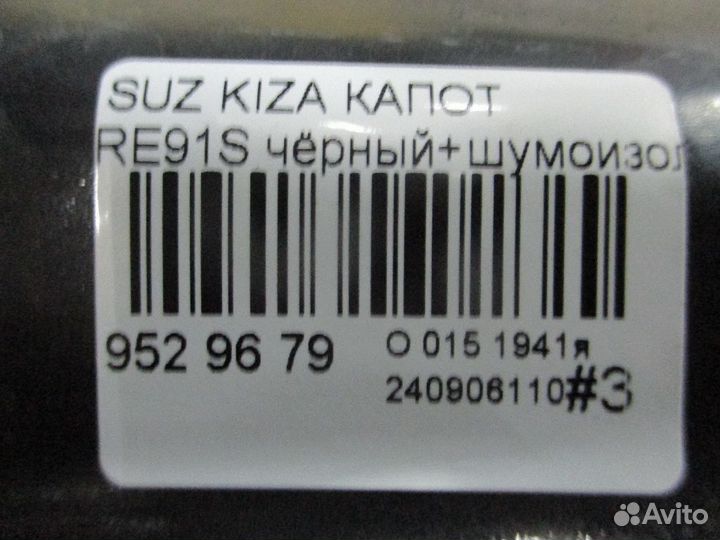 SUZ KIZA КАПОТ
RE91S чёрный+шумоизол
952 96 79
O 015 1941я
240906110#3
Avito